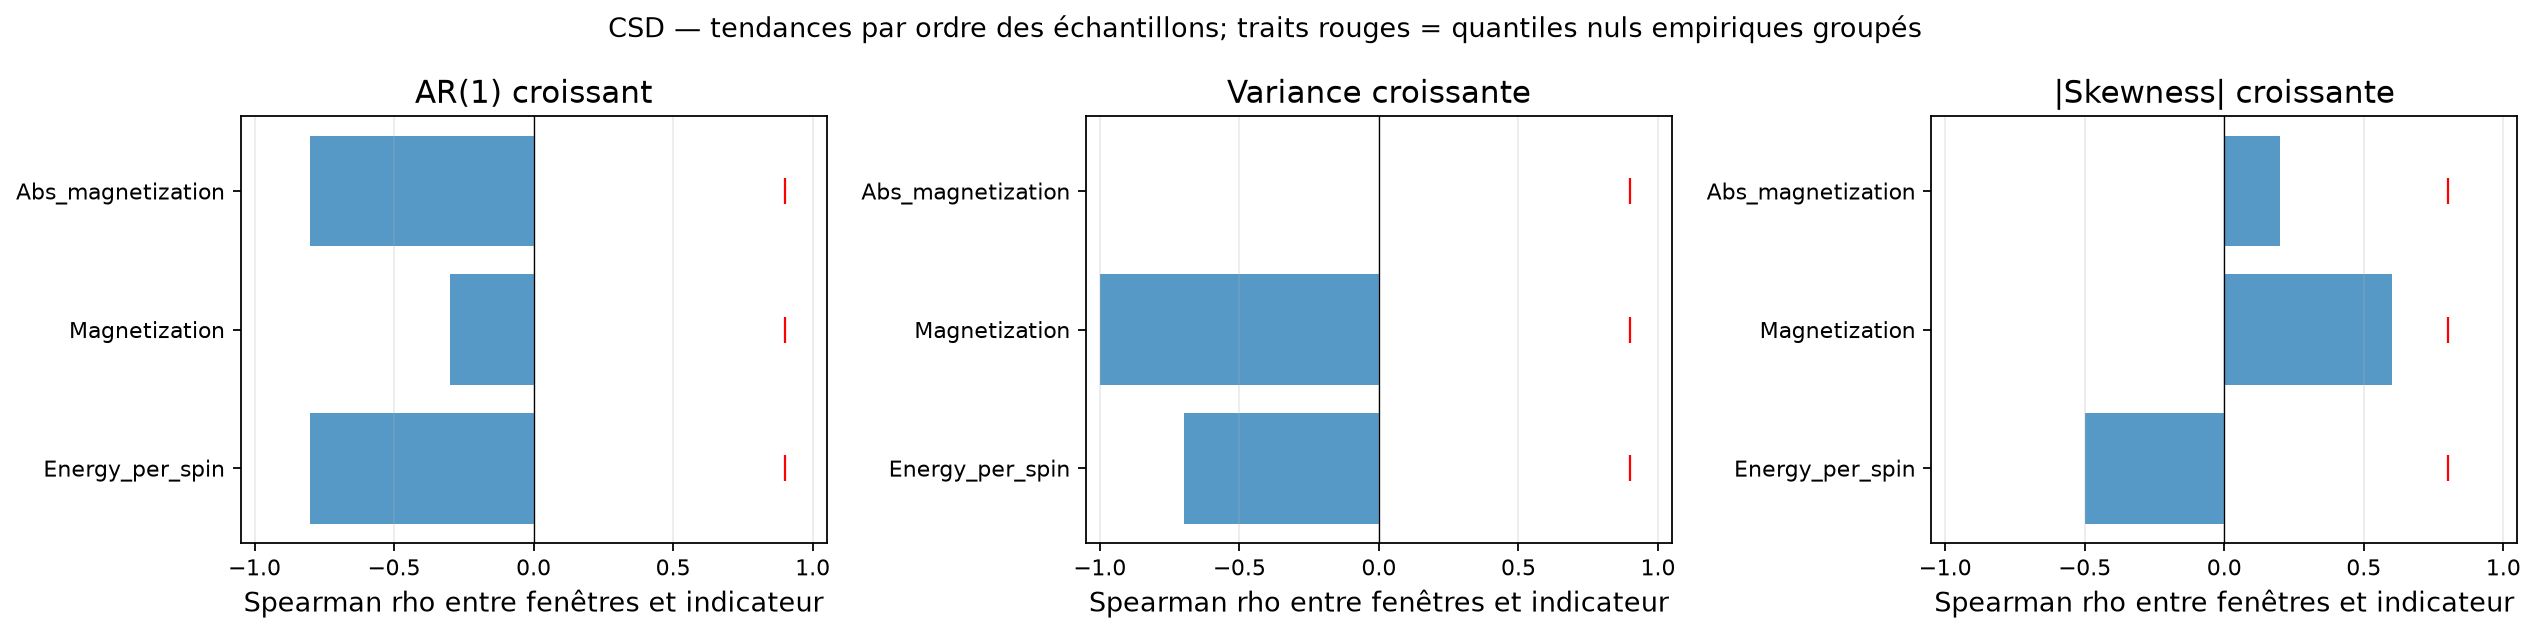 CSD — tendances par ordre des échantillons; traits rouges = quantiles nuls empiriques groupés
AR(1) croissant
Abs_magnetization
Magnetization
Energy_per_spin
−1.0 −0.5 0.0 0.5 1.0
Spearman rho entre fenêtres et indicateur
Variance croissante
Abs_magnetization
Magnetization
Energy_per_spin
−1.0 −0.5 0.0 0.5 1.0
Spearman rho entre fenêtres et indicateur
|Skewness| croissante
Abs_magnetization
Magnetization
Energy_per_spin
−1.0 −0.5 0.0 0.5 1.0
Spearman rho entre fenêtres et indicateur